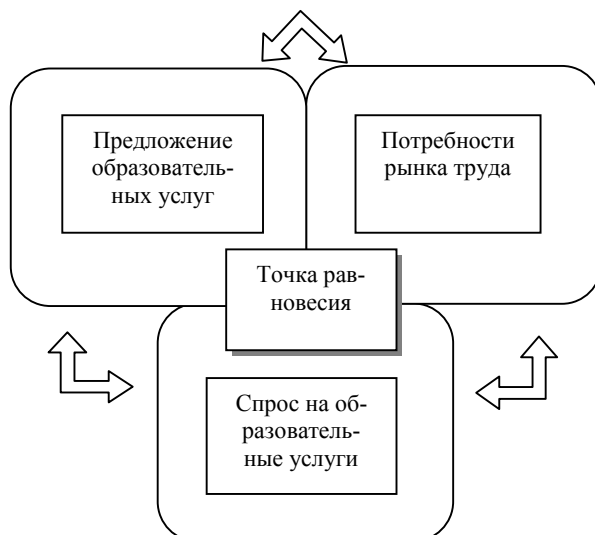 Предложение
образователь-
ных услуг
Потребности
рынка труда
Точка рав-
новесия
Спрос на об-
разователь-
ные услуги